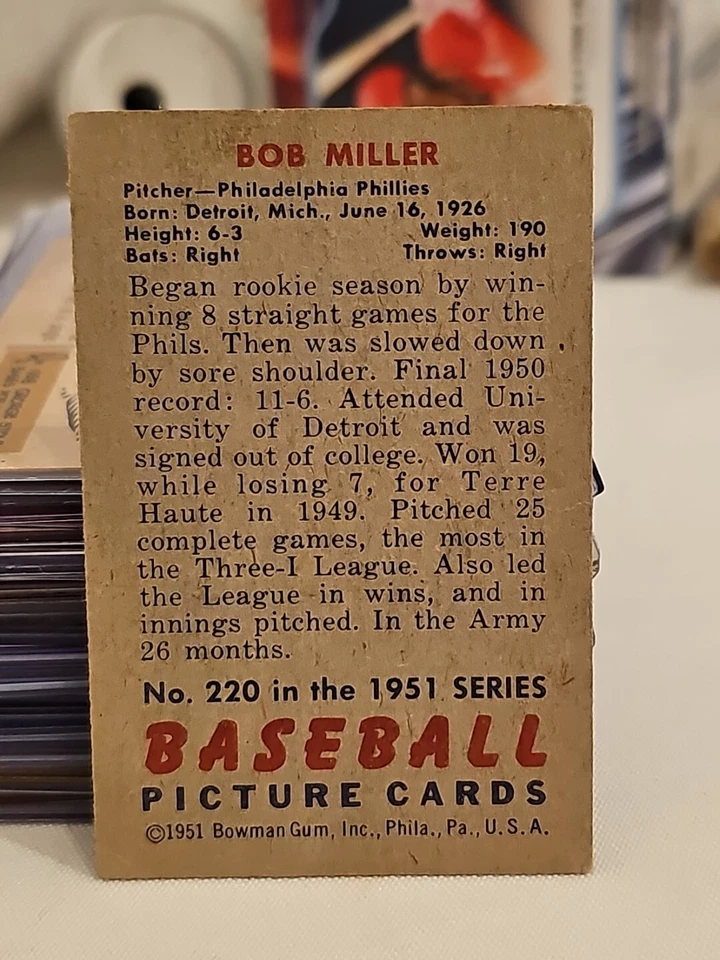 BOB MILLER
Pitcher—Philadelphia Phillies
Born: Detroit, Mich., June 16, 1926
Height: 6-3 Weight: 190
Bats: Right Throws: Right
Began rookie season by win-
ning 8 straight games for the
Phils. Then was slowed down
by sore shoulder. Final 1950
record: 11-6. Attended Uni-
versity of Detroit and was
signed out of college. Won 19,
while losing 7, for Terre
Haute in 1949. Pitched 25
complete games, the most in
the Three-I League. Also led
the League in wins, and in
innings pitched. In the Army
26 months.
No. 220 in the 1951 SERIES
BASEBALL
PICTURE CARDS
©1951 Bowman Gum, Inc., Phila., Pa., U.S.A.